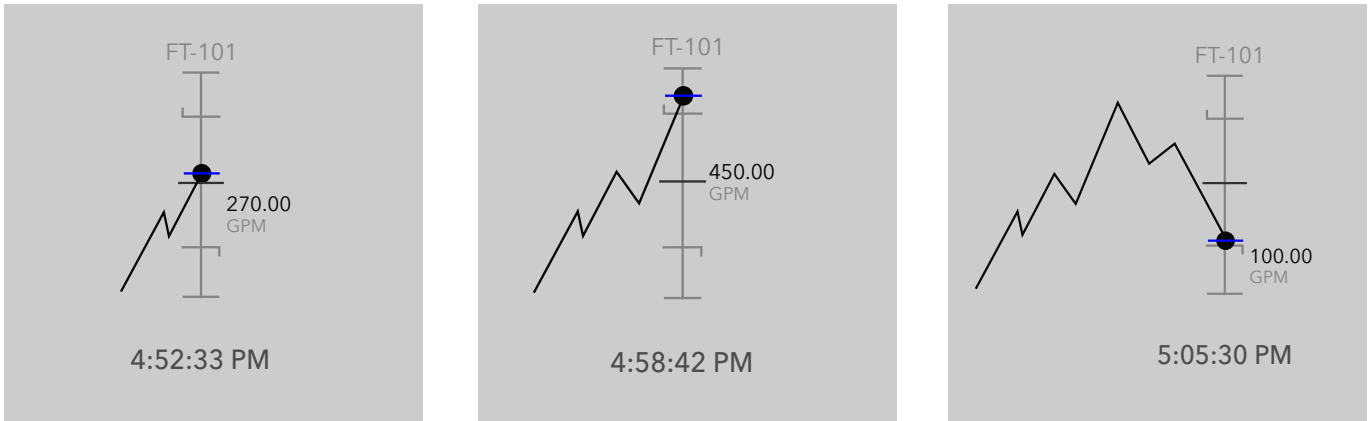 FT-101
270.00
GPM
4:52:33 PM
FT-101
450.00
GPM
4:58:42 PM
FT-101
100.00
GPM
5:05:30 PM